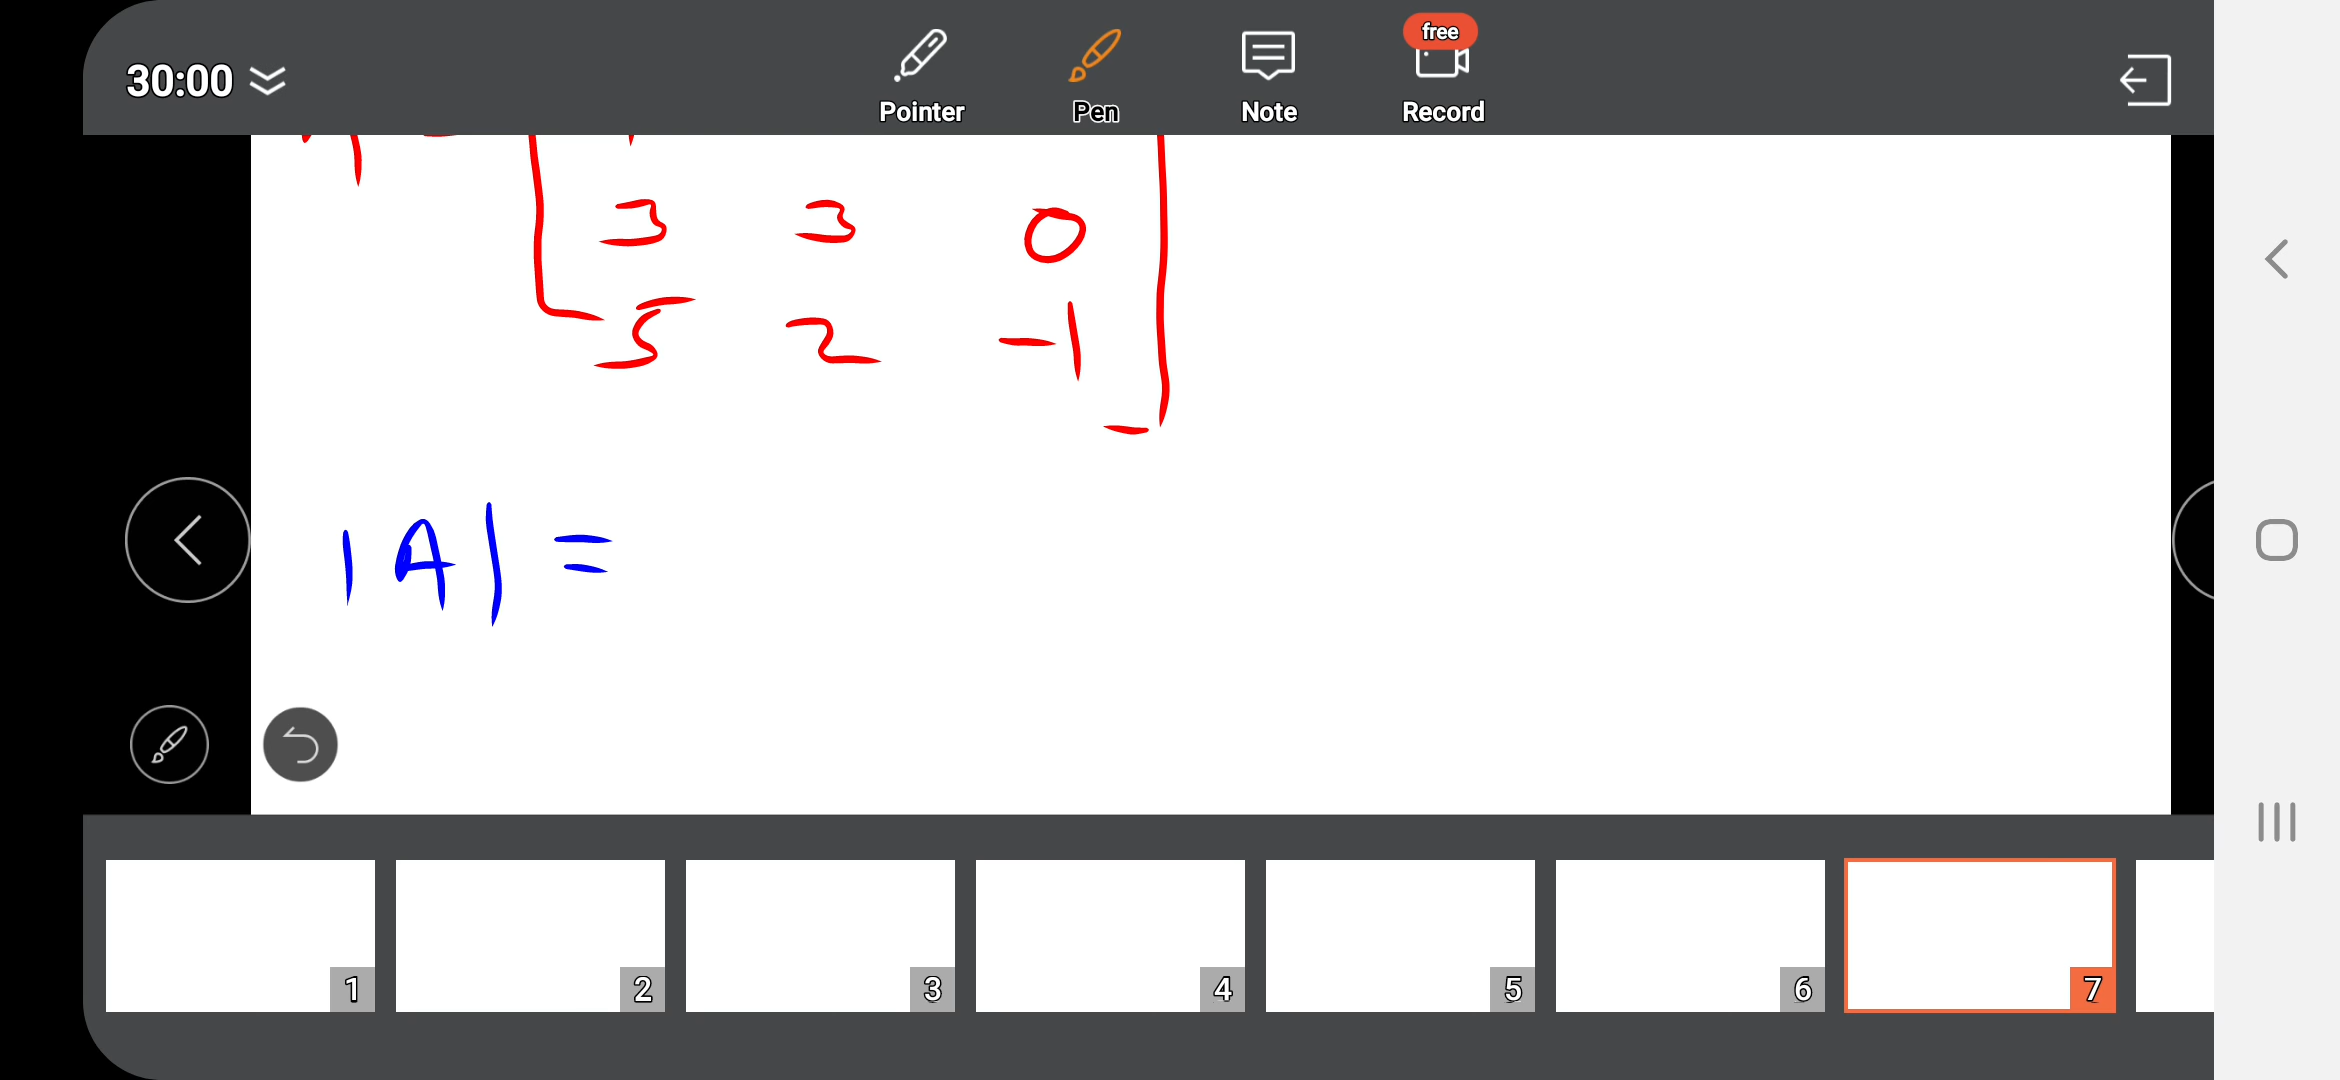 30:00
Pointer
Pen
Note
free
Record
3 3 0
5 2 -1
|A| =
1
2
3
4
5
6
7